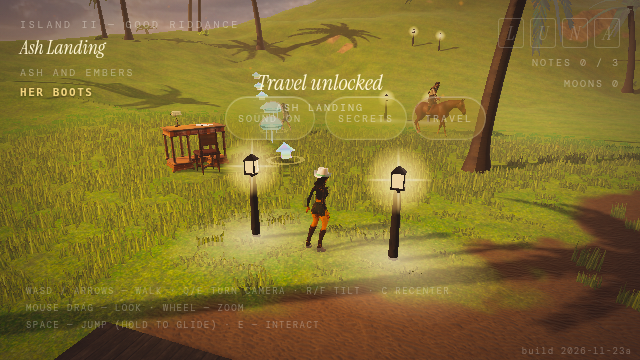 ISLAND II — GOOD RIDDANCE
Ash Landing
ASH AND EMBERS
HER BOOTS
LUNA
NOTES 0 / 3
MOONS 0
Travel unlocked
ASH LANDING
SOUND ON
SECRETS
TRAVEL
WASD / ARROWS — WALK · C/F TURN CAMERA · R/F TILT · C RECENTER
MOUSE DRAG — LOOK · WHEEL — ZOOM
SPACE — JUMP (HOLD TO GLIDE) · E — INTERACT
build 2026-11-23a